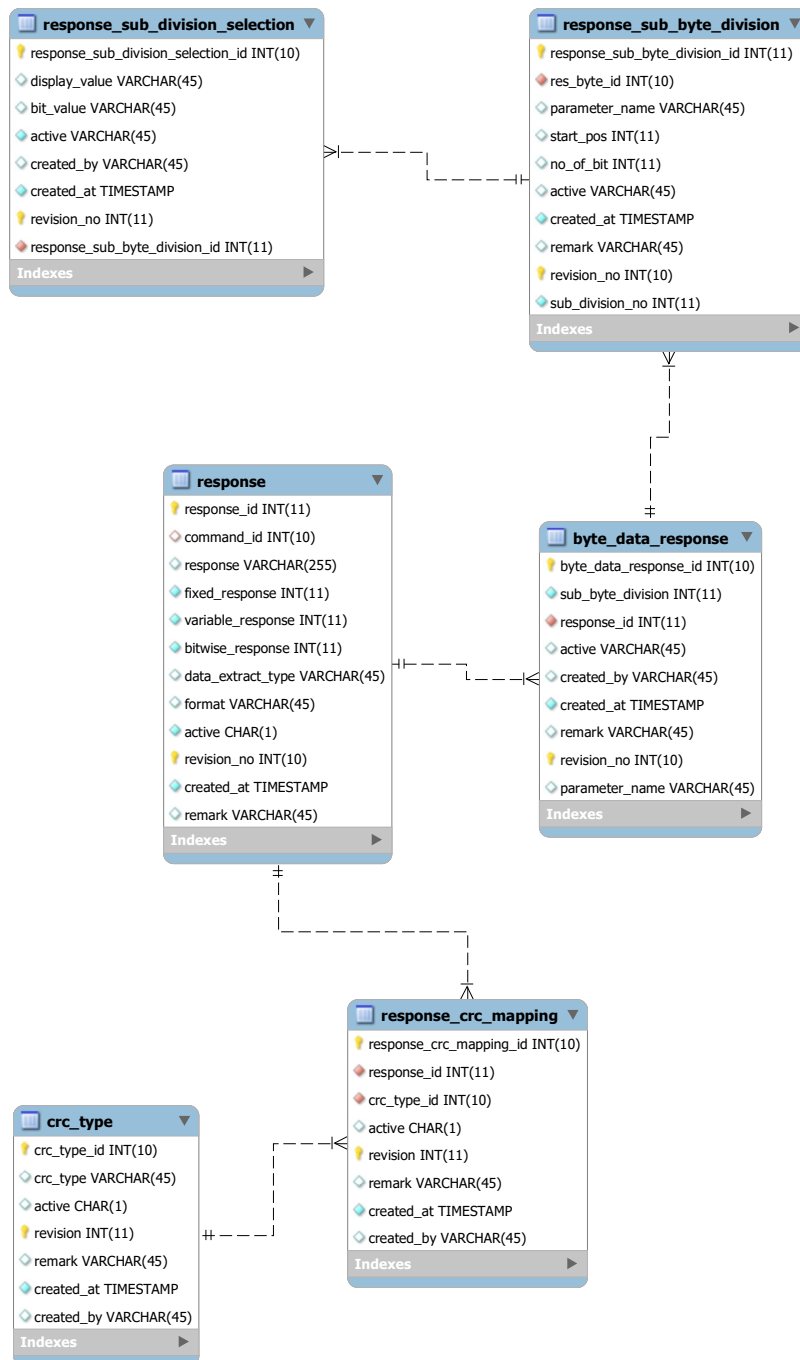 response_sub_division_selection
response_sub_division_selection_id INT(10)
display_value VARCHAR(45)
bit_value VARCHAR(45)
active VARCHAR(45)
created_by VARCHAR(45)
created_at TIMESTAMP
revision_no INT(11)
response_sub_byte_division_id INT(11)
Indexes
response_sub_byte_division
response_sub_byte_division_id INT(11)
res_byte_id INT(10)
parameter_name VARCHAR(45)
start_pos INT(11)
no_of_bit INT(11)
active VARCHAR(45)
created_at TIMESTAMP
remark VARCHAR(45)
revision_no INT(10)
sub_division_no INT(11)
Indexes
response
response_id INT(11)
command_id INT(10)
response VARCHAR(255)
fixed_response INT(11)
variable_response INT(11)
bitwise_response INT(11)
data_extract_type VARCHAR(45)
format VARCHAR(45)
active CHAR(1)
revision_no INT(10)
created_at TIMESTAMP
remark VARCHAR(45)
Indexes
byte_data_response
byte_data_response_id INT(10)
sub_byte_division INT(11)
response_id INT(11)
active VARCHAR(45)
created_by VARCHAR(45)
created_at TIMESTAMP
remark VARCHAR(45)
revision_no INT(10)
parameter_name VARCHAR(45)
Indexes
response_crc_mapping
response_crc_mapping_id INT(10)
response_id INT(11)
crc_type_id INT(10)
active CHAR(1)
revision INT(11)
remark VARCHAR(45)
created_at TIMESTAMP
created_by VARCHAR(45)
Indexes
crc_type
crc_type_id INT(10)
crc_type VARCHAR(45)
active CHAR(1)
revision INT(11)
remark VARCHAR(45)
created_at TIMESTAMP
created_by VARCHAR(45)
Indexes